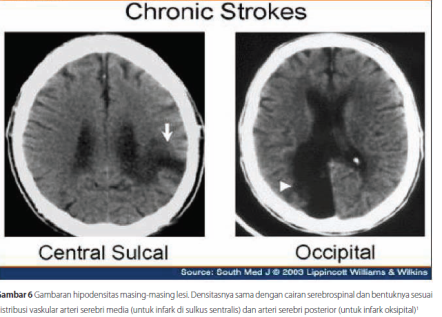 Chronic Strokes
Central Sulcal
Occipital
Source: South Med J © 2003 Lippincott Williams & Wilkins
Gambar 6 Gambaran hipodensitas masing-masing lesi. Densitasnya sama dengan cairan serebrospinal dan bentuknya sesuai
distribusi vaskular arteri serebri media (untuk infark di sulkus sentralis) dan arteri serebri posterior (untuk infark oksipital)¹